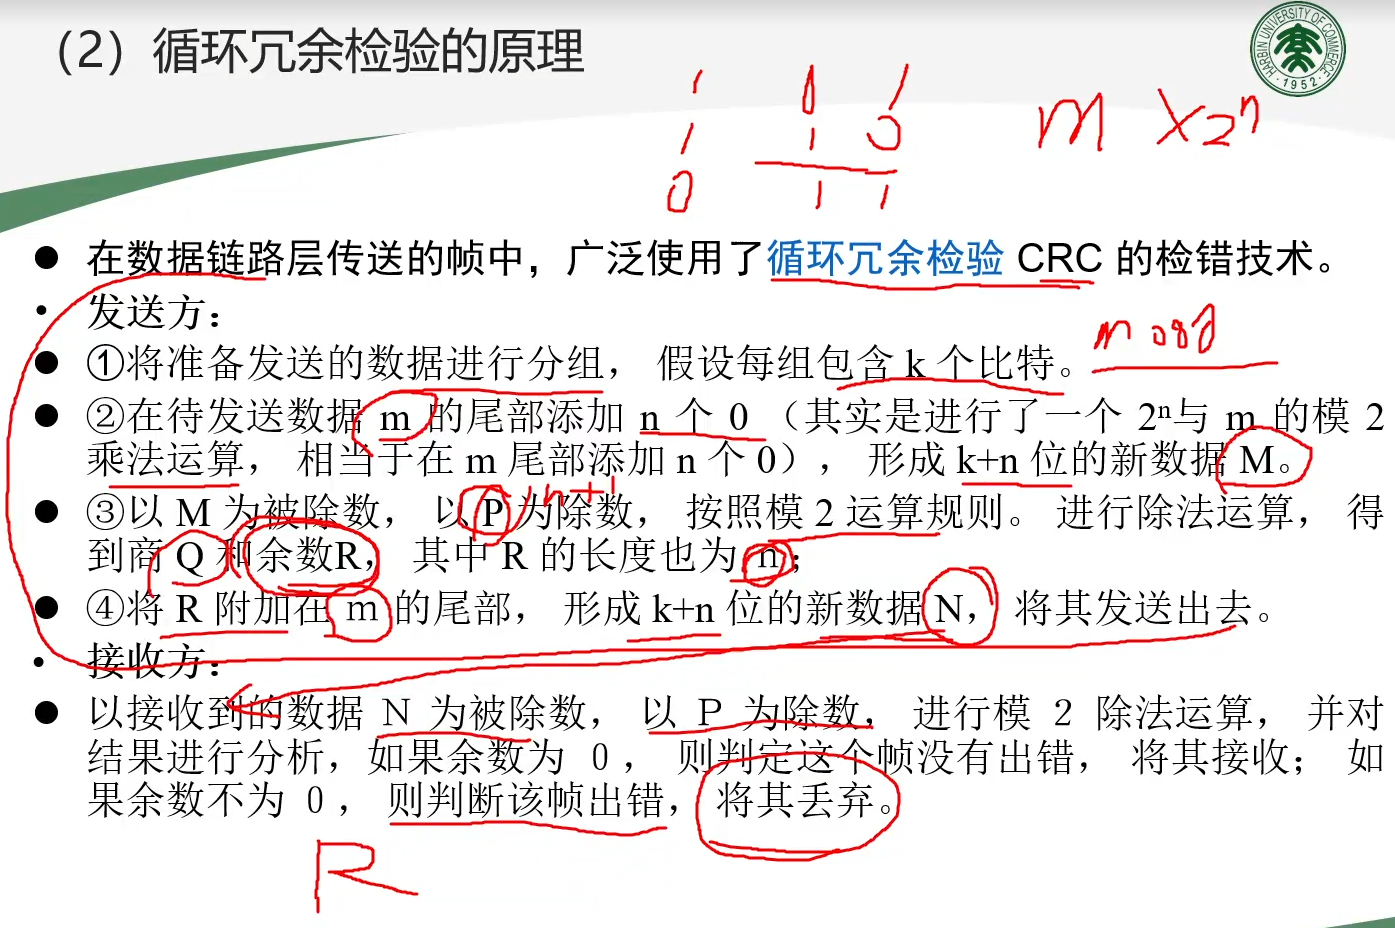 （2）循环冗余检验的原理
HARBIN UNIVERSITY OF COMMERCE
·1952·
1 0 1
1 1 0
0 1 1
m ×2ⁿ
● 在数据链路层传送的帧中，广泛使用了循环冗余检验 CRC 的检错技术。
• 发送方：
● ①将准备发送的数据进行分组， 假设每组包含 k 个比特。
● ②在待发送数据 m 的尾部添加 n 个 0 （其实是进行了一个 2ⁿ与 m 的模 2
乘法运算， 相当于在 m 尾部添加 n 个 0）， 形成 k+n 位的新数据 M。
n+1
● ③以 M 为被除数， 以 P 为除数， 按照模 2 运算规则。 进行除法运算， 得
到商 Q 和余数R， 其中 R 的长度也为 n；
● ④将 R 附加在 m 的尾部， 形成 k+n 位的新数据 N， 将其发送出去。
• 接收方：
● 以接收到的数据 N 为被除数， 以 P 为除数， 进行模 2 除法运算， 并对
结果进行分析，如果余数为 0， 则判定这个帧没有出错， 将其接收； 如
果余数不为 0， 则判断该帧出错， 将其丢弃。
R